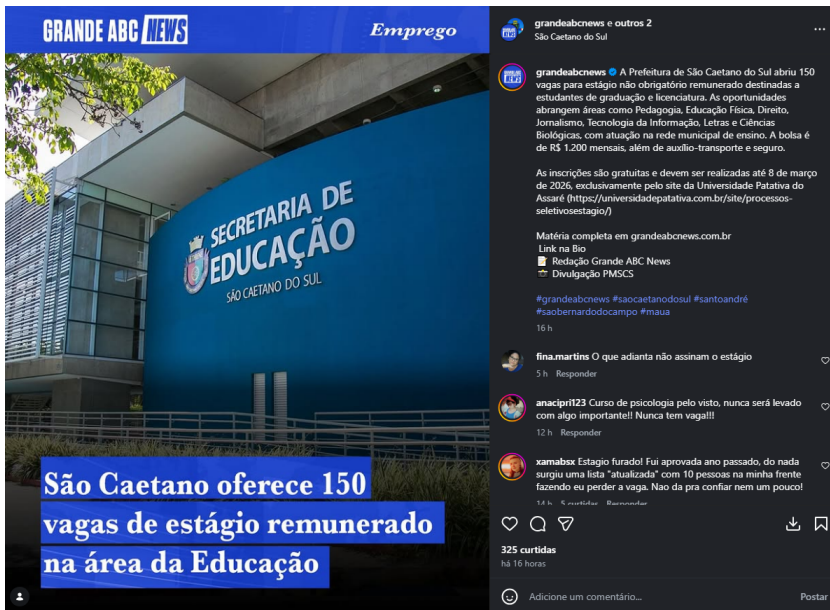 GRANDE ABC NEWS
Emprego
SECRETARIA DE
EDUCAÇÃO
SÃO CAETANO DO SUL
São Caetano oferece 150
vagas de estágio remunerado
na área da Educação
grandeabcnews e outros 2
São Caetano do Sul
grandeabcnews A Prefeitura de São Caetano do Sul abriu 150
vagas para estágio não obrigatório remunerado destinadas a
estudantes de graduação e licenciatura. As oportunidades
abrangem áreas como Pedagogia, Educação Física, Direito,
Jornalismo, Tecnologia da Informação, Letras e Ciências
Biológicas, com atuação na rede municipal de ensino. A bolsa é
de R$ 1.200 mensais, além de auxílio-transporte e seguro.
As inscrições são gratuitas e devem ser realizadas até 8 de março
de 2026, exclusivamente pelo site da Universidade Patativa do
Assaré (https://universidadepatativa.com.br/site/processos-
seletivosestagio/)
Matéria completa em grandeabcnews.com.br
Link na Bio
📝 Redação Grande ABC News
📸 Divulgação PMSCS
#grandeabcnews #saocaetanodosul #santoandré
#saobernardodocampo #maua
16 h
fina.martins O que adianta não assinam o estágio
5 h Responder
anacipri123 Curso de psicologia pelo visto, nunca será levado
com algo importante!! Nunca tem vaga!!!
12 h Responder
xamabsx Estagio furado! Fui aprovada ano passado, do nada
surgiu uma lista "atualizada" com 10 pessoas na minha frente
fazendo eu perder a vaga. Nao da pra confiar nem um pouco!
14 h 5 curtidas Responder
325 curtidas
há 16 horas
Adicione um comentário...
Postar